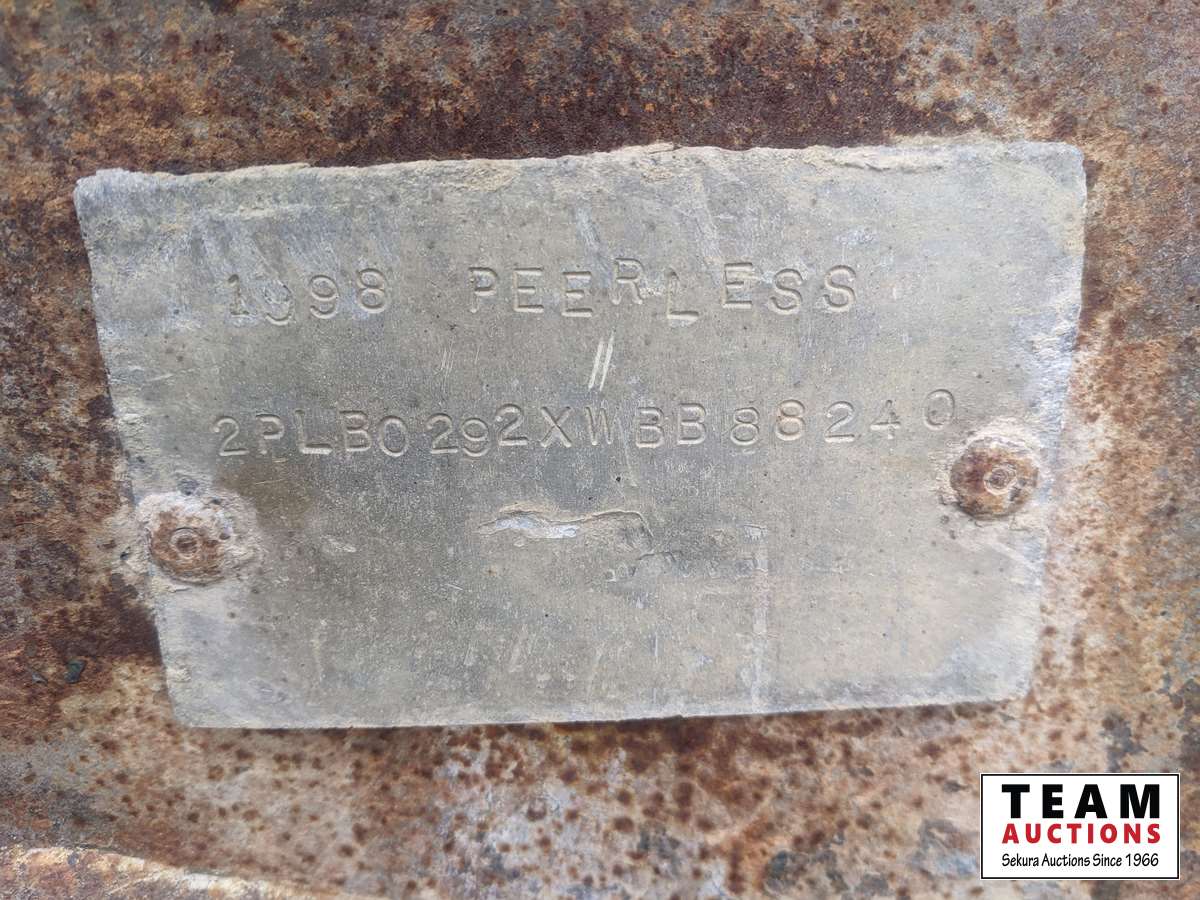 1998 PEERLESS
2PLB0292XWBB88240
TEAM
AUCTIONS
Sekura Auctions Since 1966